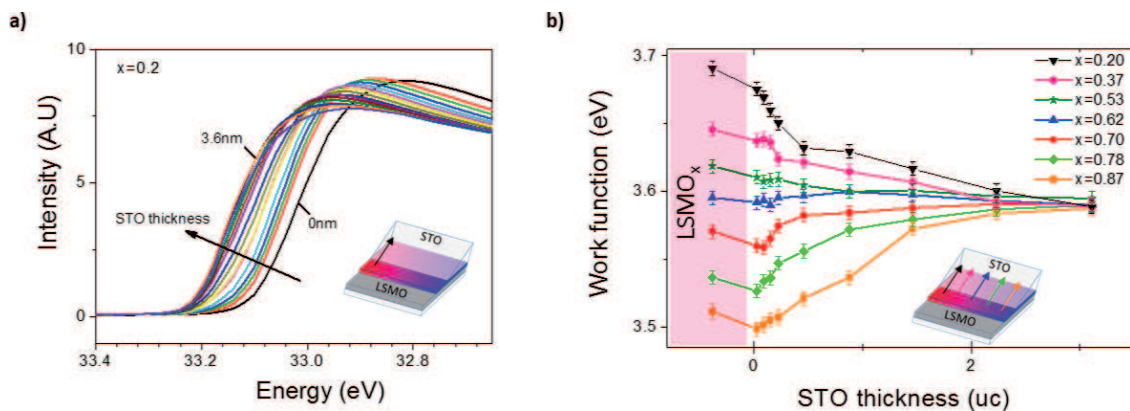 a)
10
5
0
Intensity (A.U)
x=0.2
3.6nm
STO thickness
0nm
STO
LSMO
33.4
33.2
33.0
32.8
Energy (eV)
b)
3.7
3.6
3.5
Work function (eV)
LSMOx
x=0.20
x=0.37
x=0.53
x=0.62
x=0.70
x=0.78
x=0.87
STO
LSMO
0
2
STO thickness (uc)